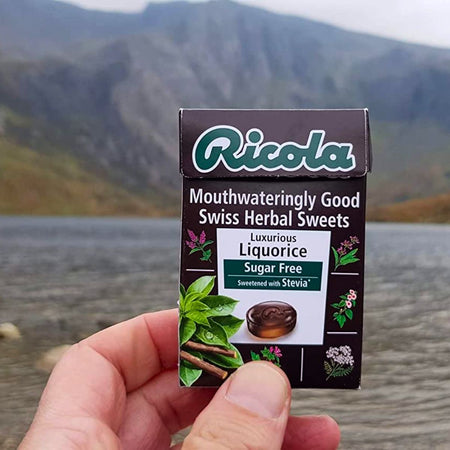 Ricola
Mouthwateringly Good
Swiss Herbal Sweets
Luxurious
Liquorice
Sugar Free
Sweetened with Stevia*